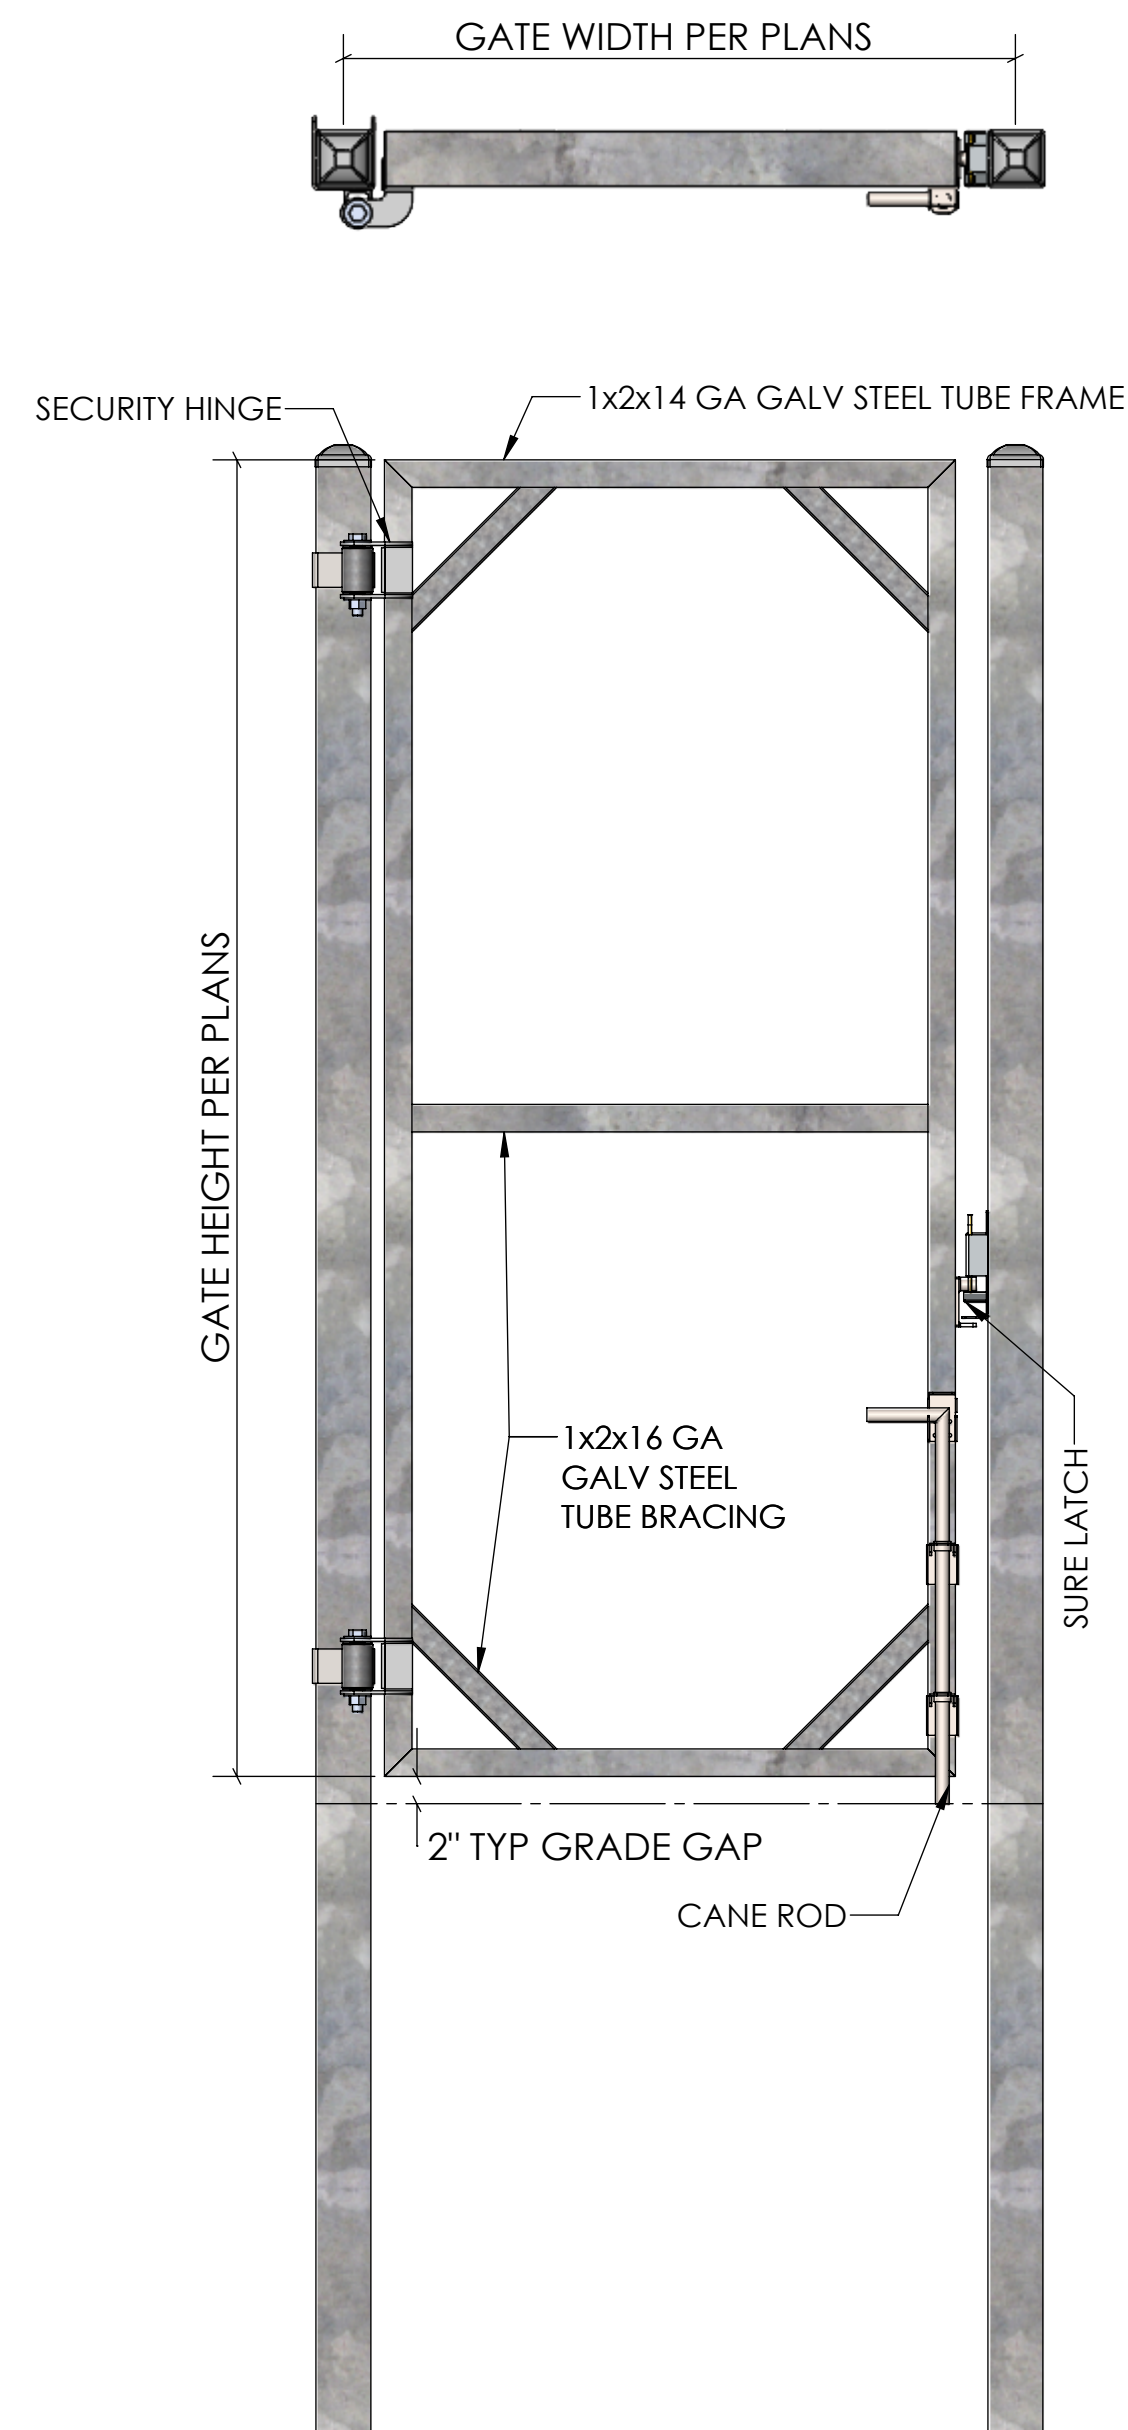 GATE WIDTH PER PLANS
SECURITY HINGE
1x2x14 GA GALV STEEL TUBE FRAME
GATE HEIGHT PER PLANS
1x2x16 GA
GALV STEEL
TUBE BRACING
SURE LATCH
2" TYP GRADE GAP
CANE ROD